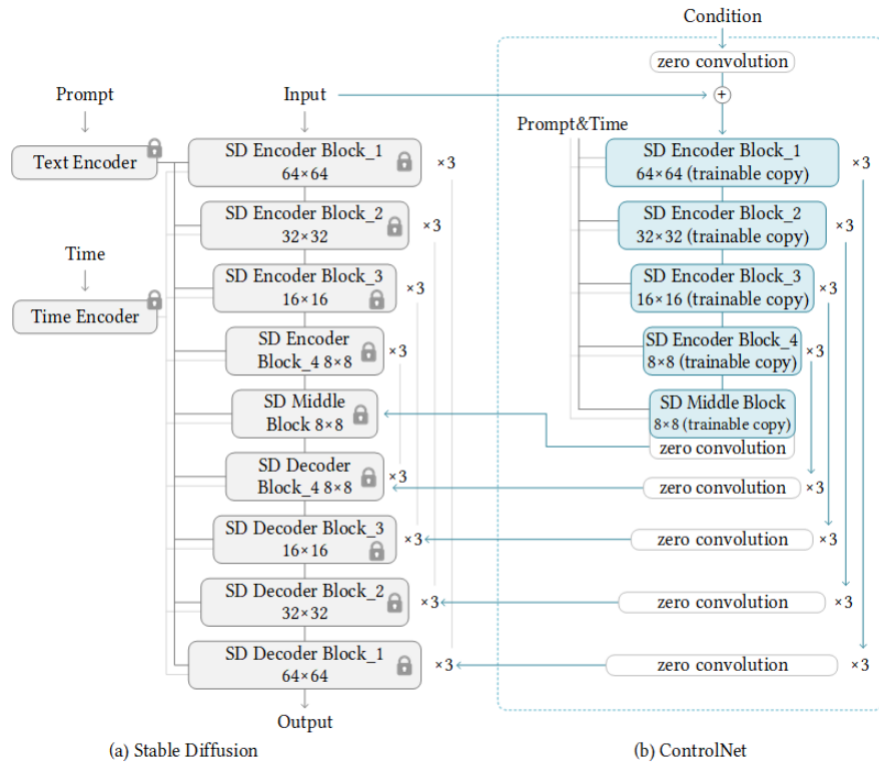 Condition
zero convolution
Prompt
Input
+
Prompt&Time
Text Encoder
SD Encoder Block_1
64×64
×3
SD Encoder Block_1
64×64 (trainable copy)
×3
SD Encoder Block_2
32×32
×3
SD Encoder Block_2
32×32 (trainable copy)
×3
Time
Time Encoder
SD Encoder Block_3
16×16
×3
SD Encoder Block_3
16×16 (trainable copy)
×3
SD Encoder
Block_4 8×8
×3
SD Encoder Block_4
8×8 (trainable copy)
×3
SD Middle
Block 8×8
SD Middle Block
8×8 (trainable copy)
zero convolution
SD Decoder
Block_4 8×8
×3
zero convolution
×3
SD Decoder Block_3
16×16
×3
zero convolution
×3
SD Decoder Block_2
32×32
×3
zero convolution
×3
SD Decoder Block_1
64×64
×3
zero convolution
×3
Output
(a) Stable Diffusion
(b) ControlNet